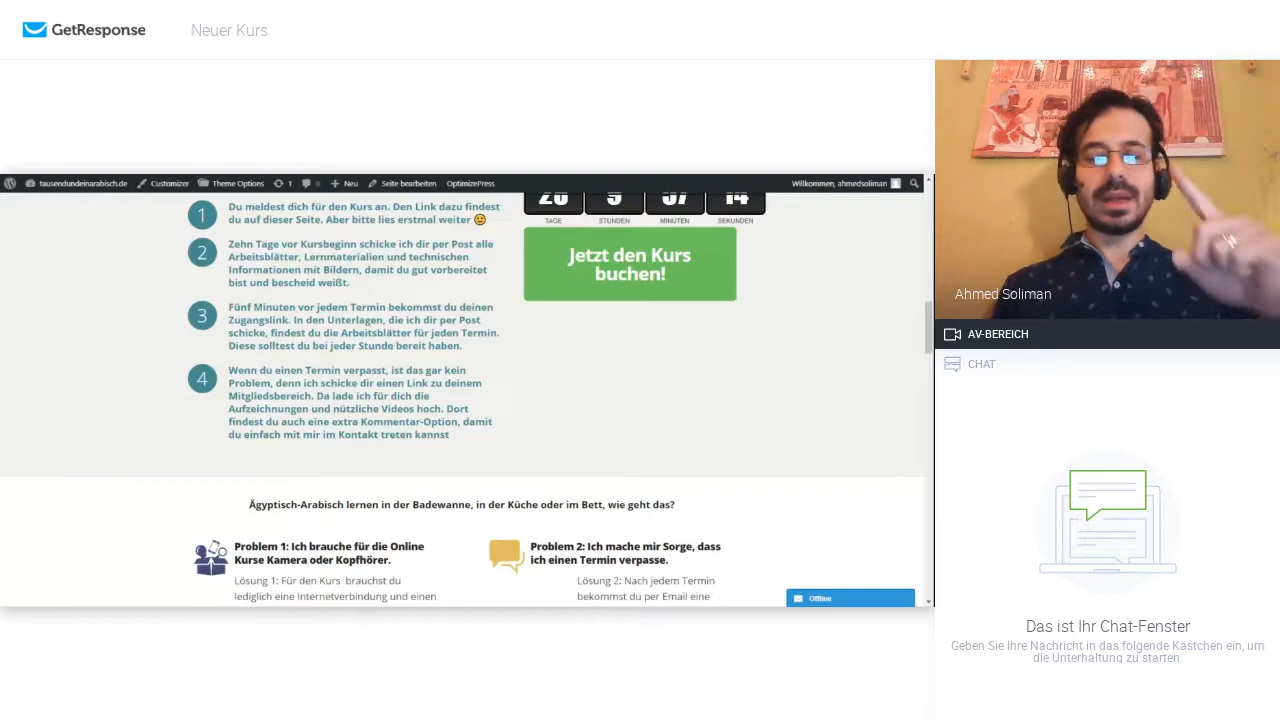 GetResponse
Neuer Kurs
tausendundeinarabisch.de Customizer Theme Options 1 0 Neu Seite bearbeiten OptimizePress Willkommen, ahmedsoliman
1
Du meldest dich für den Kurs an. Den Link dazu findest
du auf dieser Seite. Aber bitte lies erstmal weiter
2
Zehn Tage vor Kursbeginn schicke ich dir per Post alle
Arbeitsblätter, Lernmaterialien und technischen
Informationen mit Bildern, damit du gut vorbereitet
bist und bescheid weißt.
3
Fünf Minuten vor jedem Termin bekommst du deinen
Zugangslink. In den Unterlagen, die ich dir per Post
schicke, findest du die Arbeitsblätter für jeden Termin.
Diese solltest du bei jeder Stunde bereit haben.
4
Wenn du einen Termin verpasst, ist das gar kein
Problem, denn ich schicke dir einen Link zu deinem
Mitgliedsbereich. Da lade ich für dich die
Aufzeichnungen und nützliche Videos hoch. Dort
findest du auch eine extra Kommentar-Option, damit
du einfach mit mir im Kontakt treten kannst
TAGE STUNDEN MINUTEN SEKUNDEN
Jetzt den Kurs
buchen!
Ägyptisch-Arabisch lernen in der Badewanne, in der Küche oder im Bett, wie geht das?
Problem 1: Ich brauche für die Online
Kurse Kamera oder Kopfhörer.
Lösung 1: Für den Kurs brauchst du
lediglich eine Internetverbindung und einen
Problem 2: Ich mache mir Sorge, dass
ich einen Termin verpasse.
Lösung 2: Nach jedem Termin
bekommst du per Email eine
Offline
Ahmed Soliman
AV-BEREICH
CHAT
Das ist Ihr Chat-Fenster
Geben Sie Ihre Nachricht in das folgende Kästchen ein, um
die Unterhaltung zu starten.